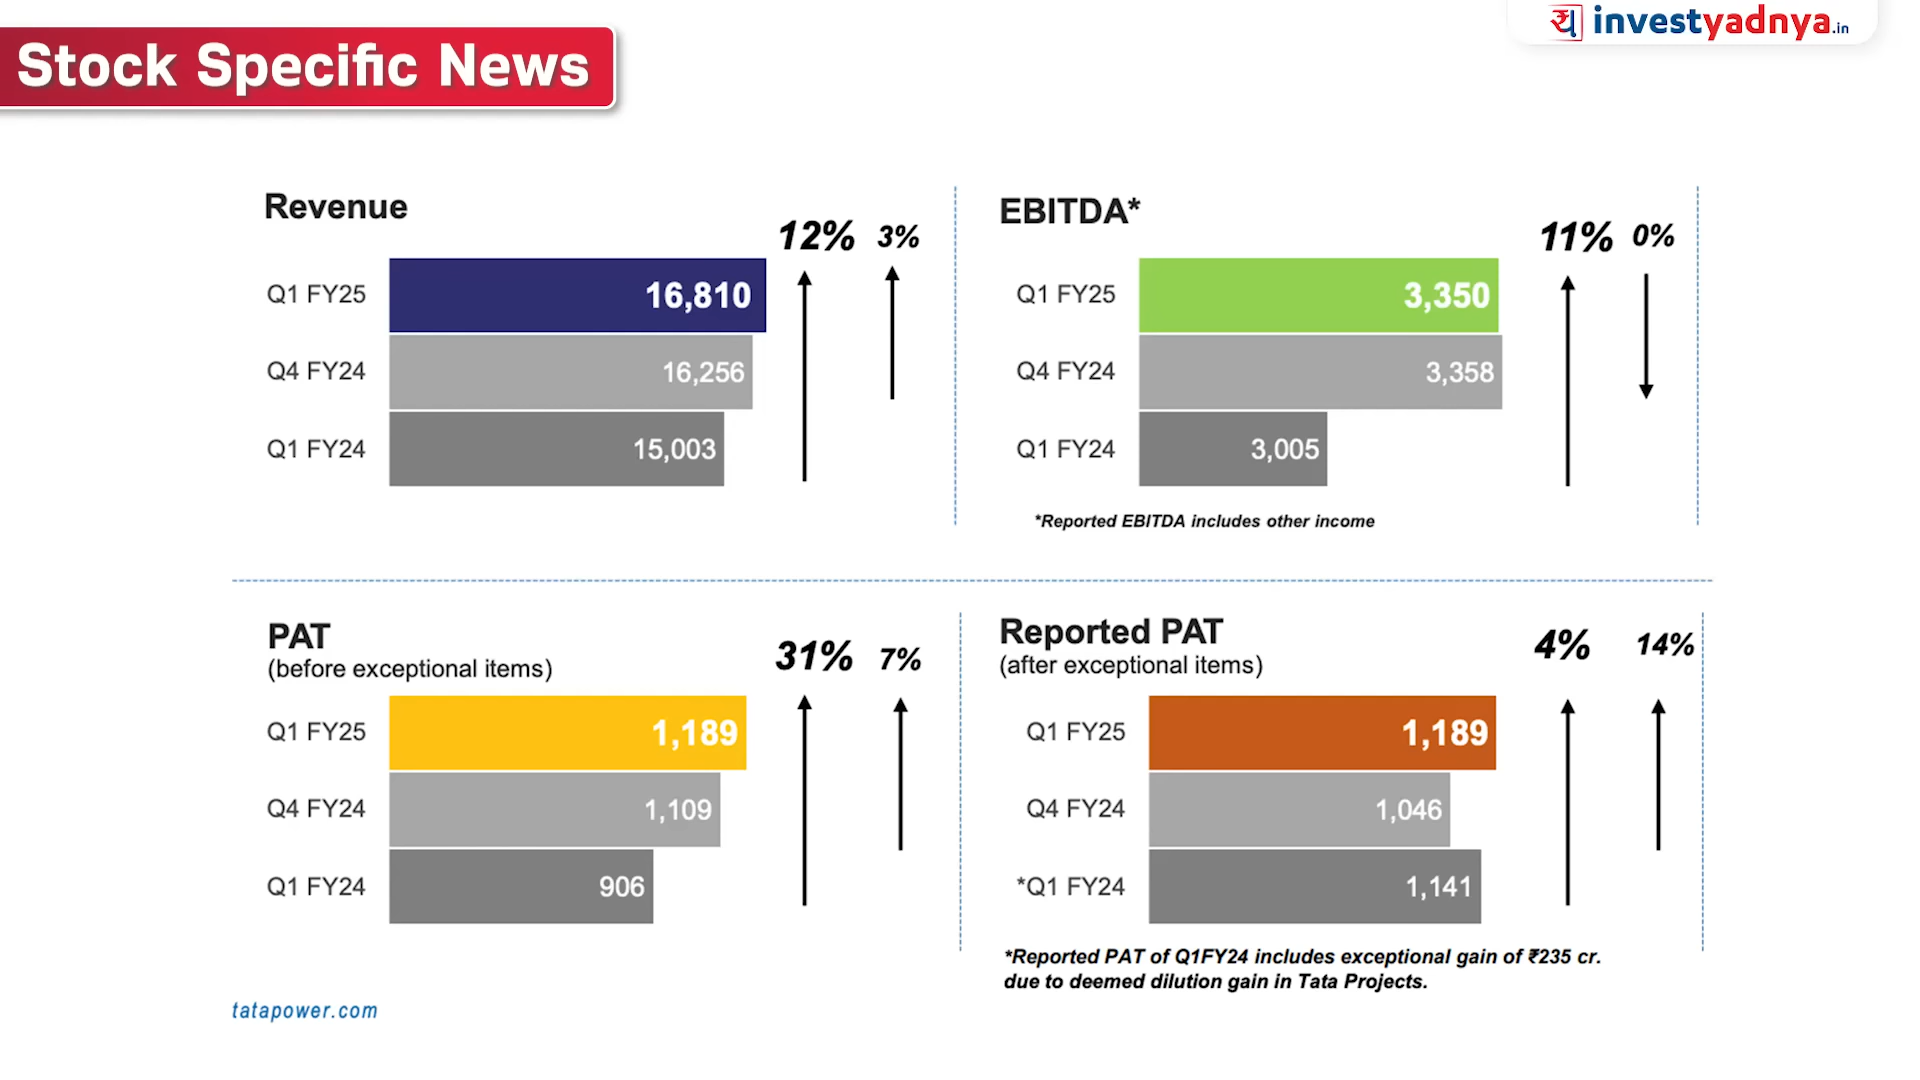 Stock Specific News
investyadnya.in
Revenue
12% 3%
Q1 FY25 16,810
Q4 FY24 16,256
Q1 FY24 15,003
EBITDA*
11% 0%
Q1 FY25 3,350
Q4 FY24 3,358
Q1 FY24 3,005
*Reported EBITDA includes other income
PAT
(before exceptional items)
31% 7%
Q1 FY25 1,189
Q4 FY24 1,109
Q1 FY24 906
Reported PAT
(after exceptional items)
4% 14%
Q1 FY25 1,189
Q4 FY24 1,046
*Q1 FY24 1,141
*Reported PAT of Q1FY24 includes exceptional gain of ₹235 cr.
due to deemed dilution gain in Tata Projects.
tatapower.com